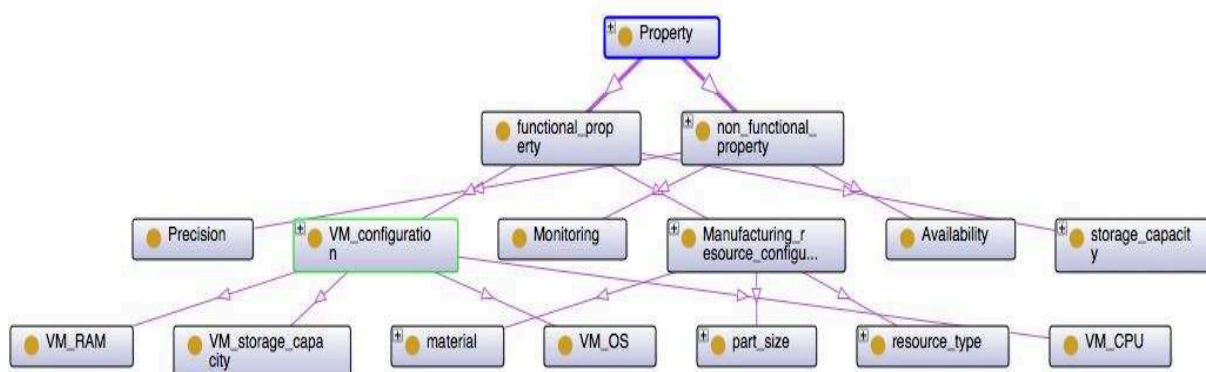 Property
functional_prop
erty
non_functional_
property
Precision
VM_configuratio
n
Monitoring
Manufacturing_r
esource_configu...
Availability
storage_capacit
y
VM_RAM
VM_storage_capa
city
material
VM_OS
part_size
resource_type
VM_CPU